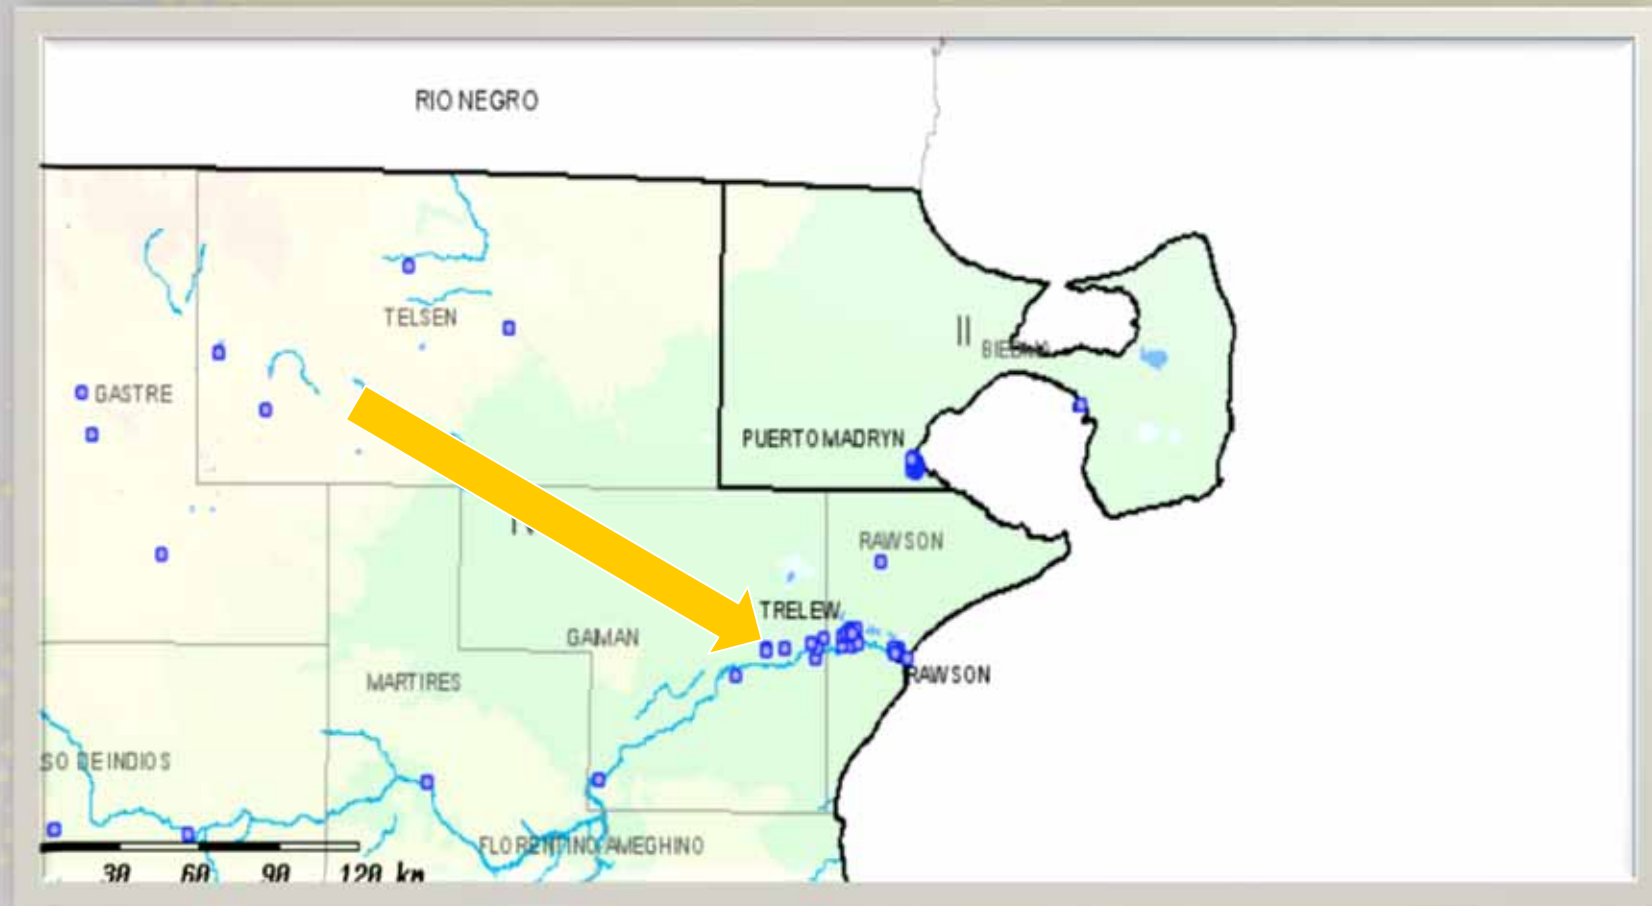 RIO NEGRO
TELSEN
II
GASTRE
PUERTO MADRYN
RAWSON
TRELEW
GAIMAN
MARTIRES
RAWSON
SO DE INDIOS
FLORENTINO AMEGHINO
30 60 90 120 km